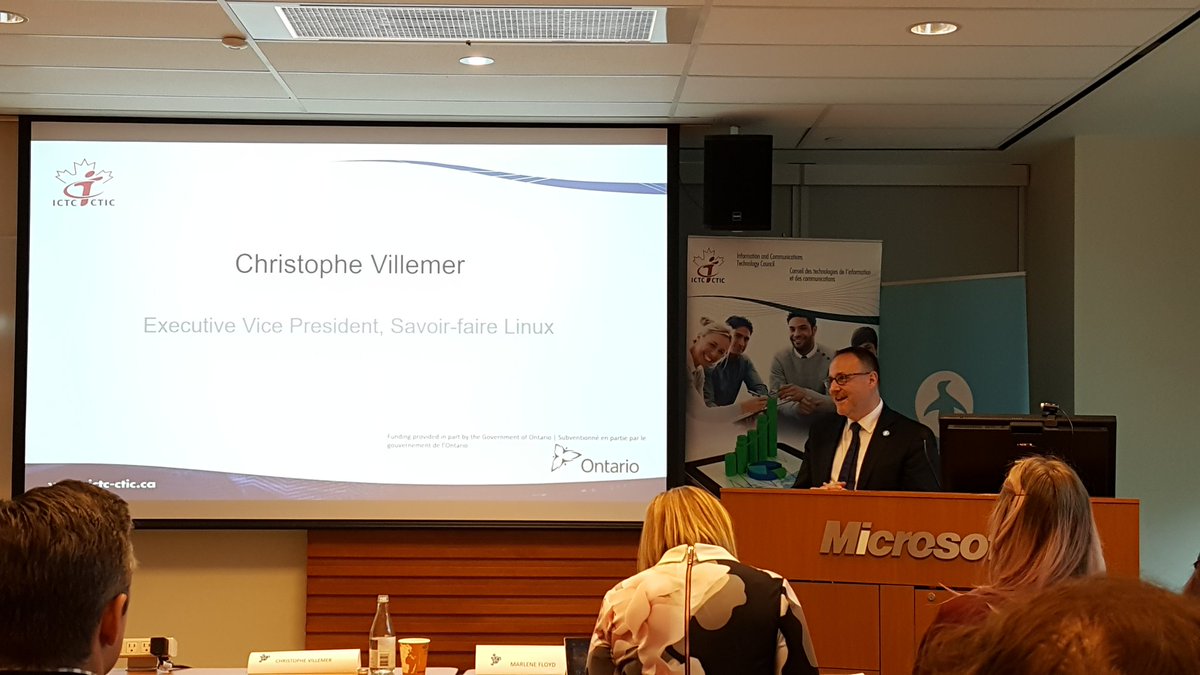 ICTC CTIC
Christophe Villemer
Executive Vice President, Savoir-faire Linux
Funding provided in part by the Government of Ontario | Subventionné en partie par le
gouvernement de l'Ontario
Ontario
ictc-ctic.ca
ICTC CTIC
Information and Communications
Technology Council
Conseil des technologies de l'information
et des communications
Microsof
CHRISTOPHE VILLEMER
MARLENE FLOYD